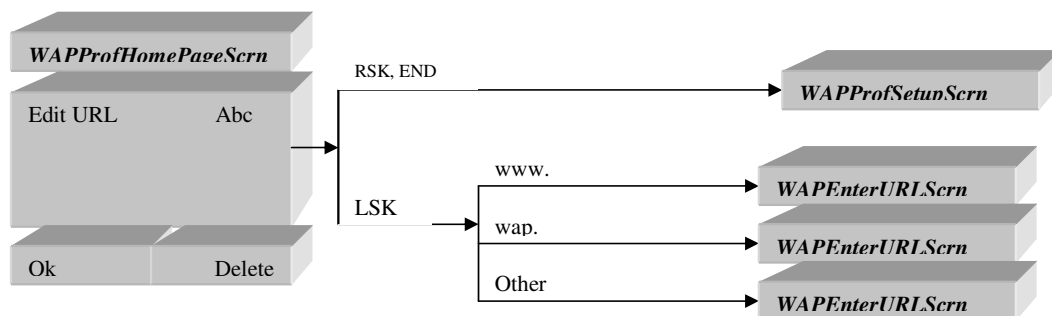 WAPProfHomePageScrn
Edit URL Abc
Ok Delete
RSK, END
WAPProfSetupScrn
LSK
www.
WAPEnterURLScrn
wap.
WAPEnterURLScrn
Other
WAPEnterURLScrn